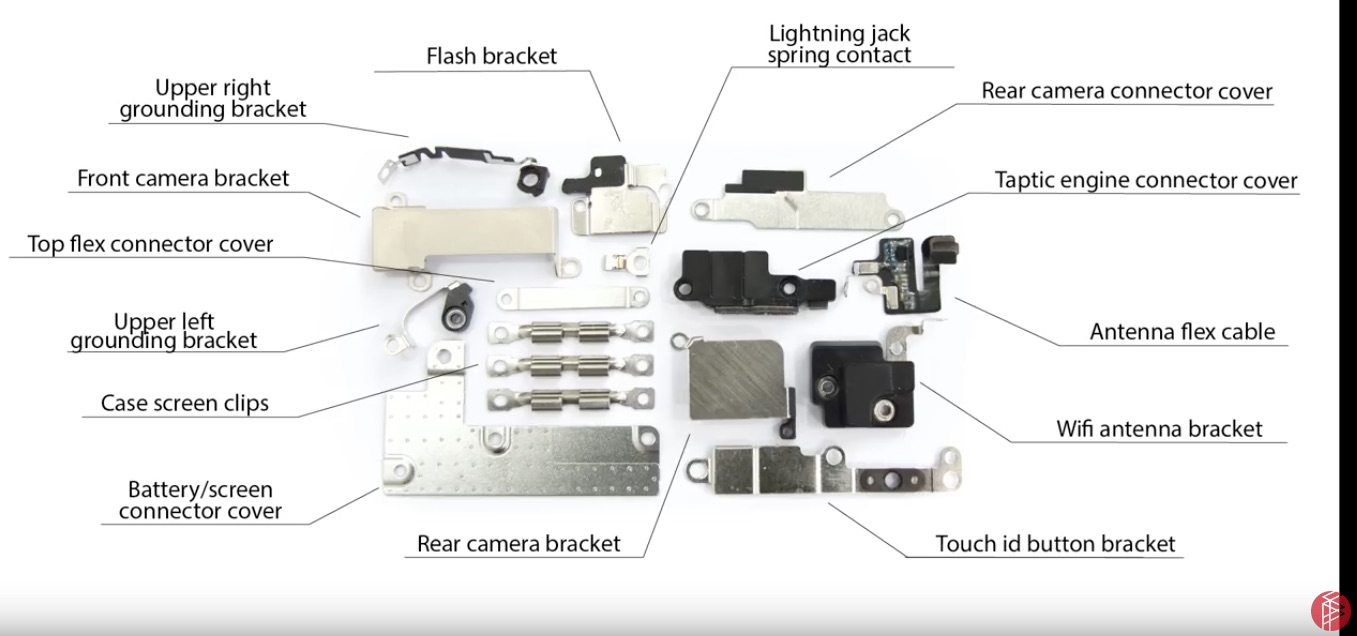 Lightning jack
spring contact
Flash bracket
Upper right
grounding bracket
Rear camera connector cover
Front camera bracket
Taptic engine connector cover
Top flex connector cover
Upper left
grounding bracket
Antenna flex cable
Case screen clips
Wifi antenna bracket
Battery/screen
connector cover
Rear camera bracket
Touch id button bracket